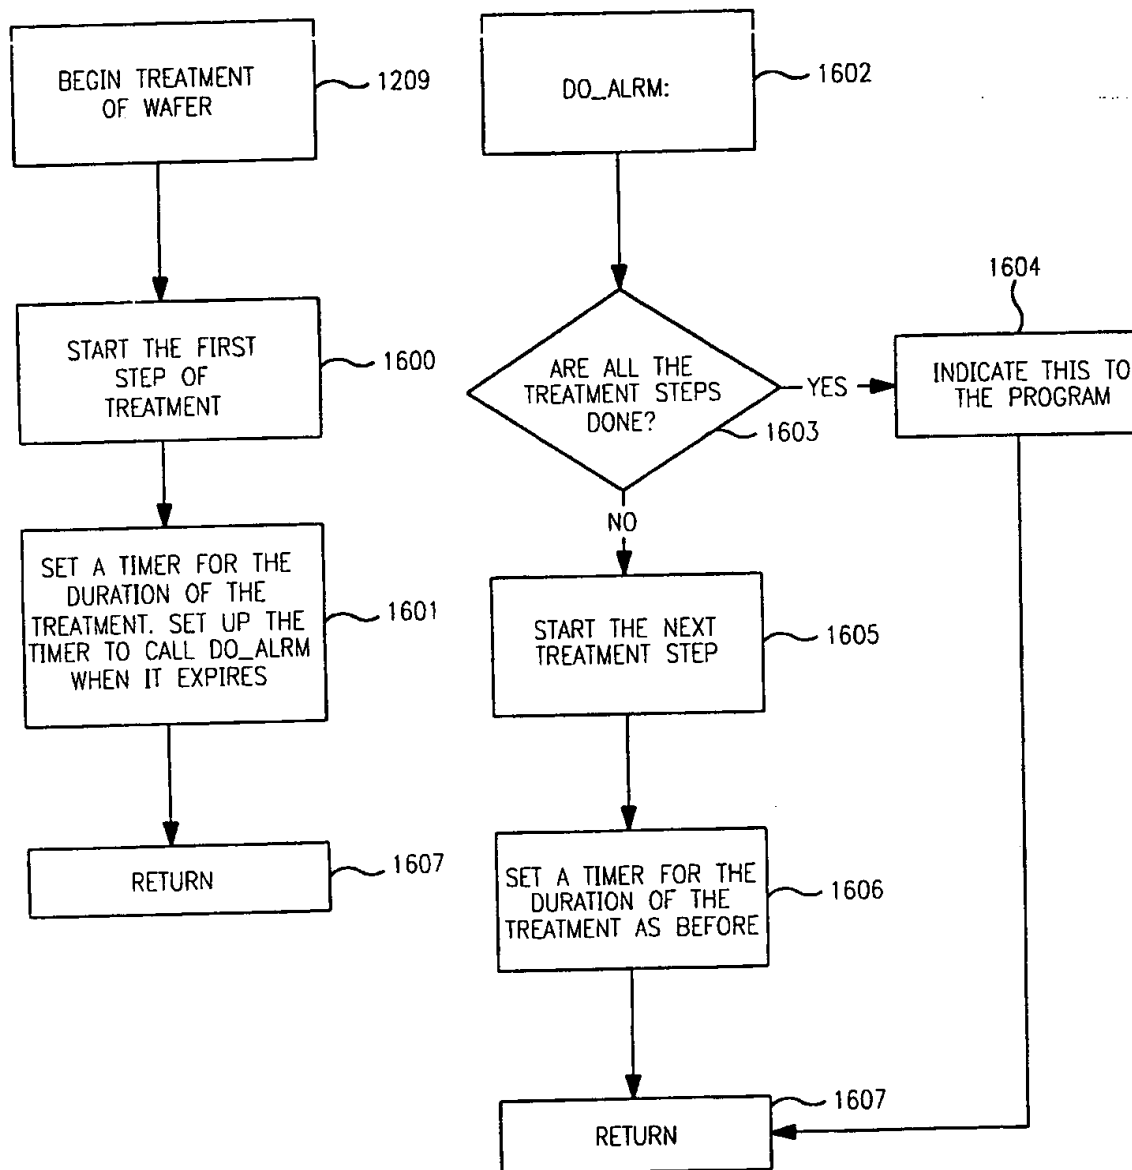 BEGIN TREATMENT
OF WAFER
1209
START THE FIRST
STEP OF
TREATMENT
1600
SET A TIMER FOR THE
DURATION OF THE
TREATMENT. SET UP THE
TIMER TO CALL DO_ALRM
WHEN IT EXPIRES
1601
RETURN
1607
DO_ALRM:
1602
ARE ALL THE
TREATMENT STEPS
DONE?
1603
YES
1604
INDICATE THIS TO
THE PROGRAM
NO
START THE NEXT
TREATMENT STEP
1605
SET A TIMER FOR THE
DURATION OF THE
TREATMENT AS BEFORE
1606
RETURN
1607